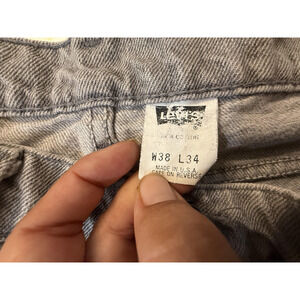 LEVI'S
®
W38 L34
MADE IN U.S.A.
CARE ON REVERSE